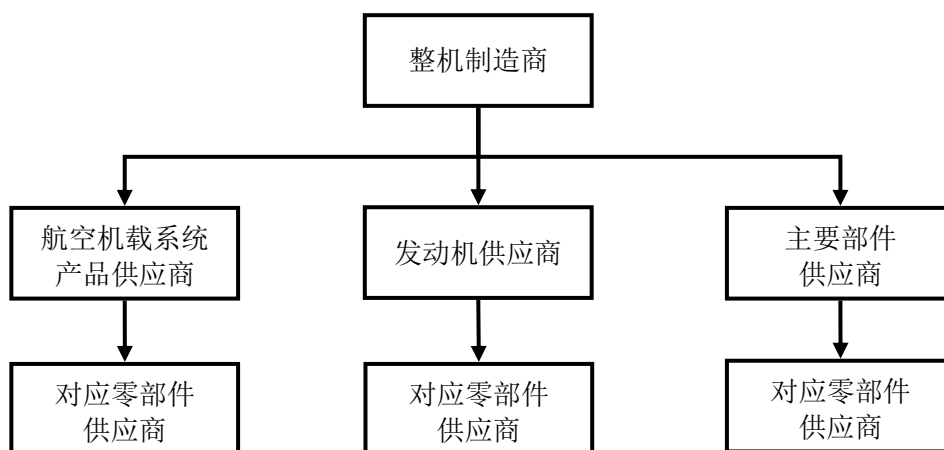 整机制造商
航空机载系统
产品供应商
发动机供应商
主要部件
供应商
对应零部件
供应商
对应零部件
供应商
对应零部件
供应商